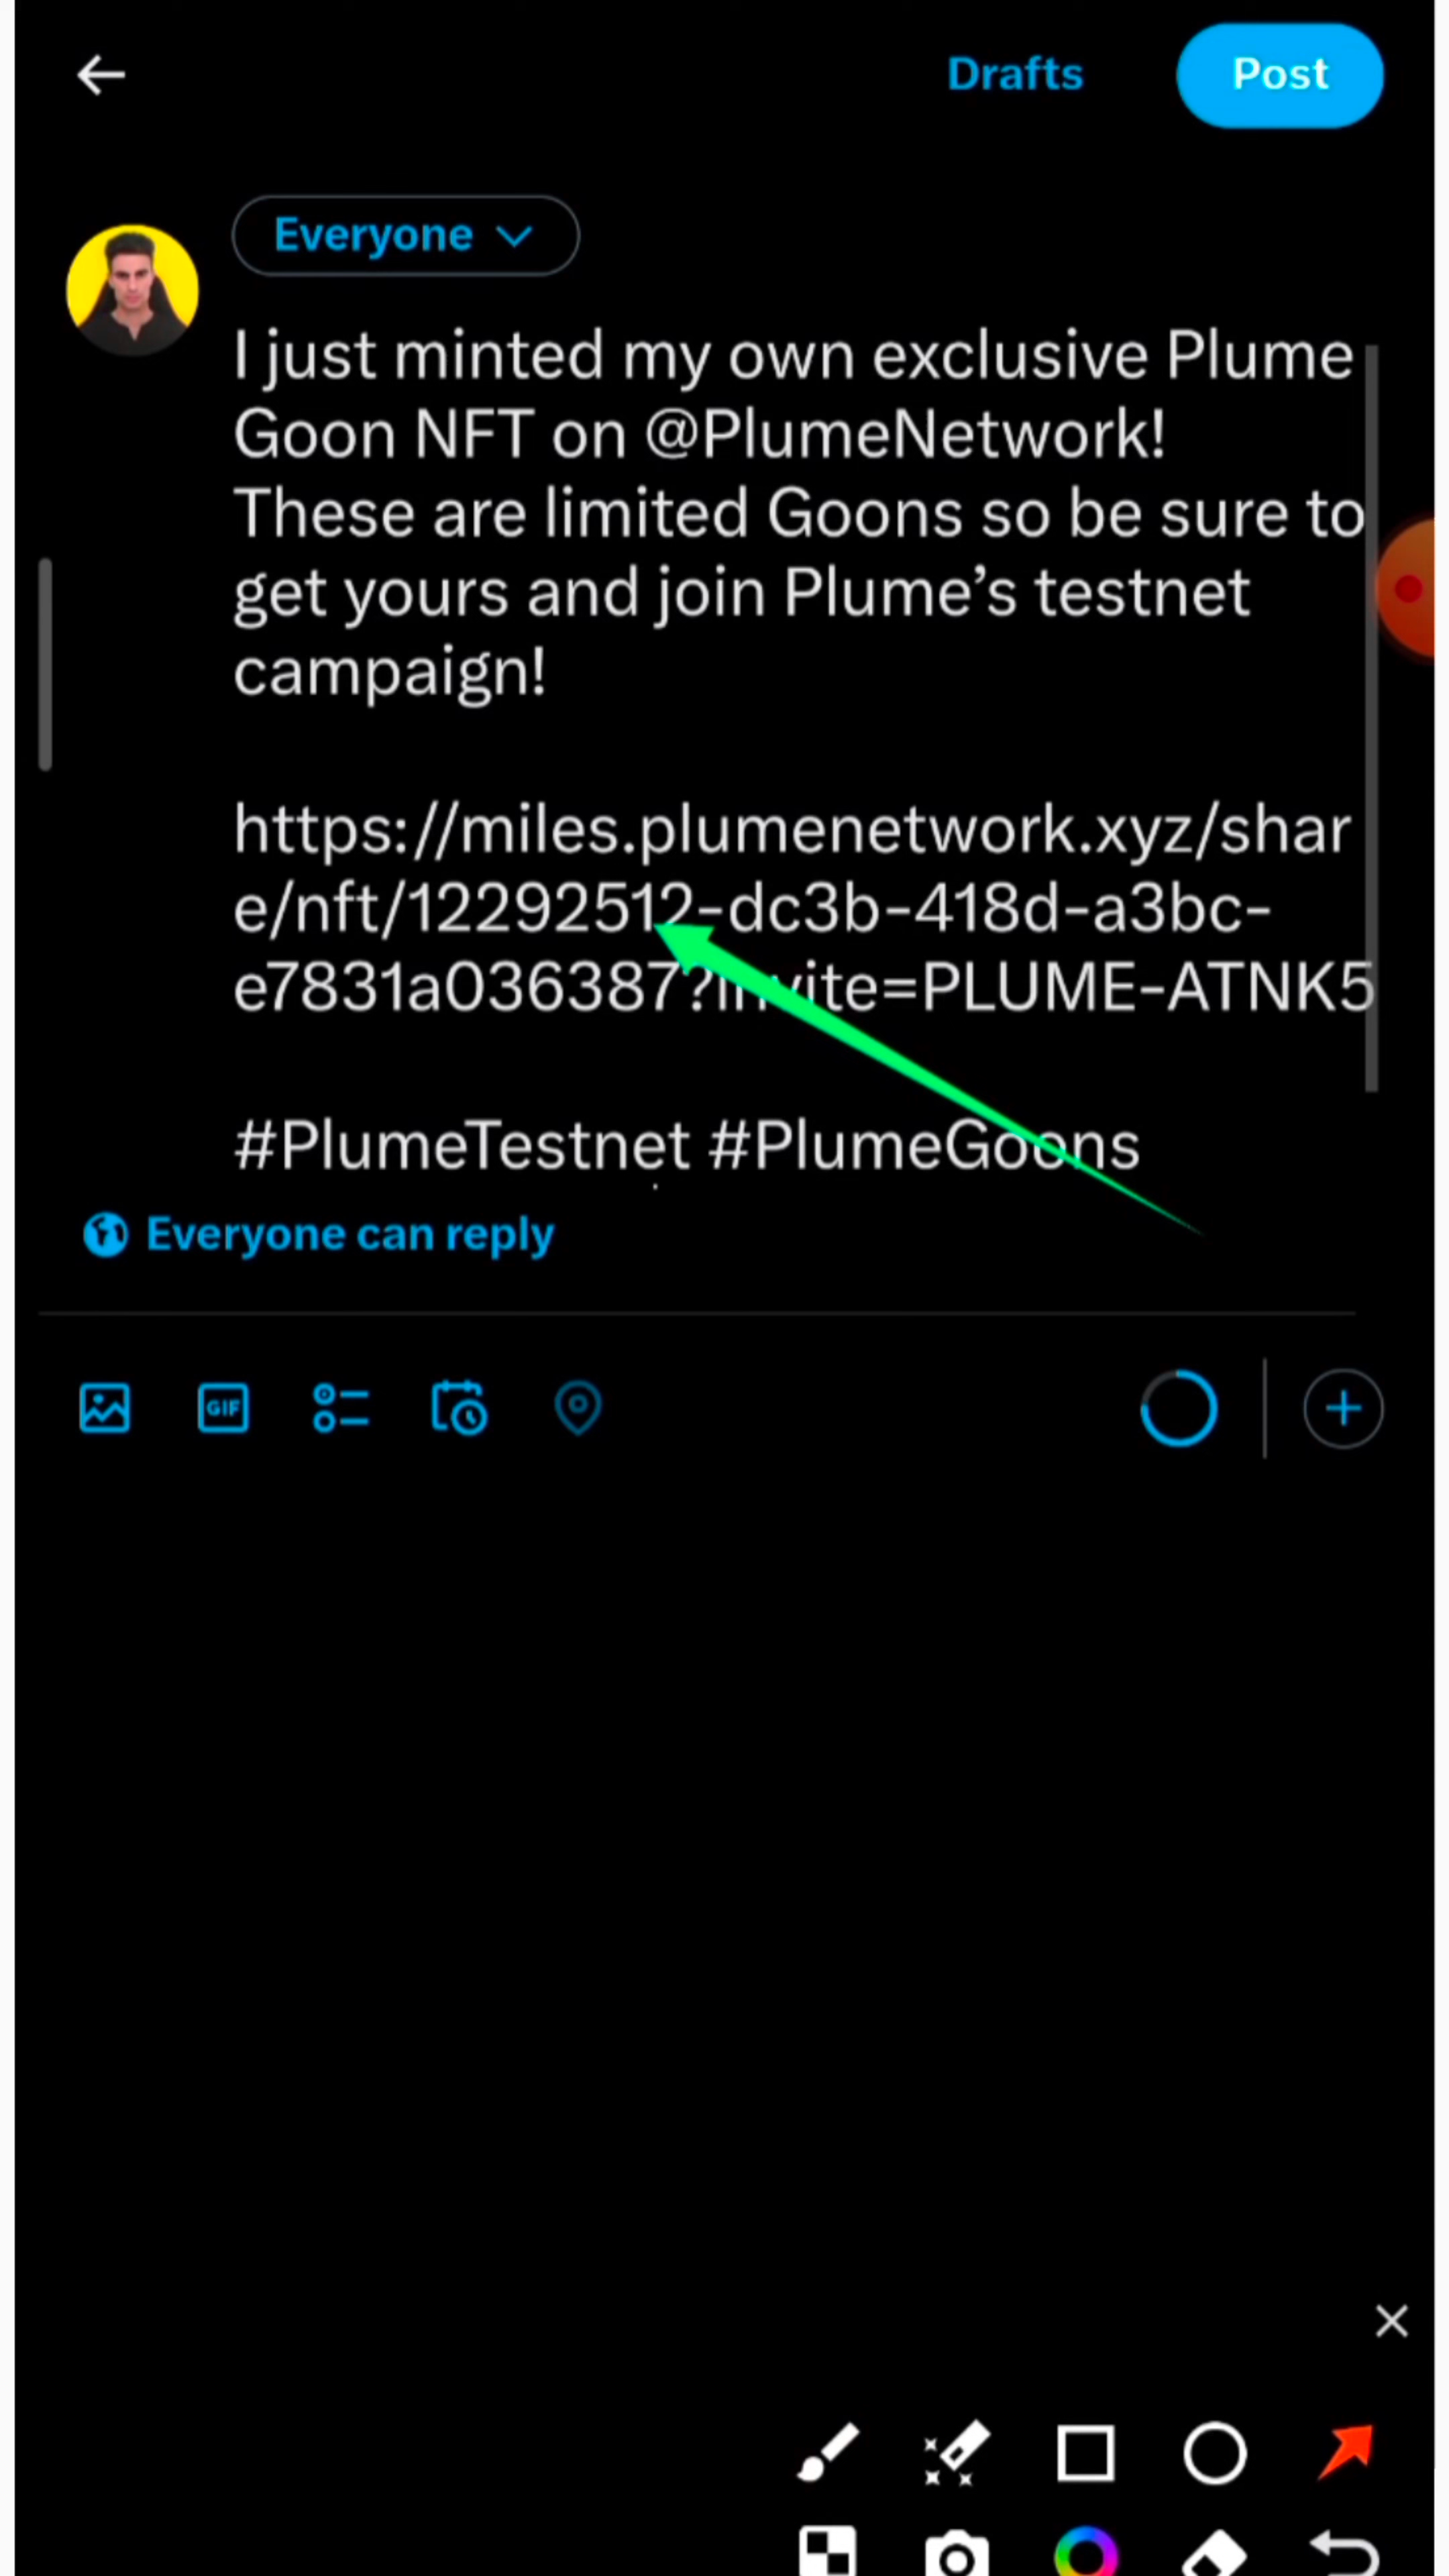 Drafts
Post
Everyone
I just minted my own exclusive Plume
Goon NFT on @PlumeNetwork!
These are limited Goons so be sure to
get yours and join Plume’s testnet
campaign!
https://miles.plumenetwork.xyz/shar
e/nft/12292512-dc3b-418d-a3bc-
e7831a036387?invite=PLUME-ATNK5
#PlumeTestnet #PlumeGoons
Everyone can reply
GIF